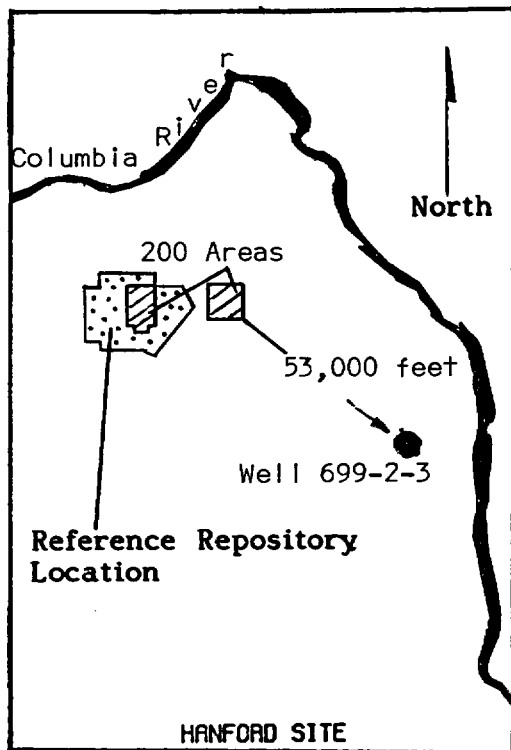 Columbia River
North
200 Areas
53,000 feet
Well 699-2-3
Reference Repository
Location
HANFORD SITE